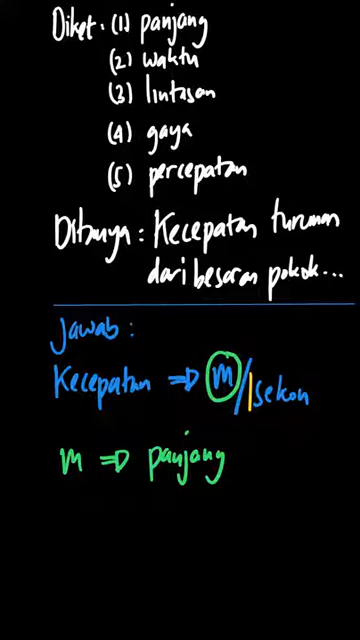 Diket : (1) panjang
(2) waktu
(3) lintasan
(4) gaya
(5) percepatan
Ditanya : Kecepatan turunan
dari besaran pokok...
Jawab :
Kecepatan => m/sekon
m => panjang